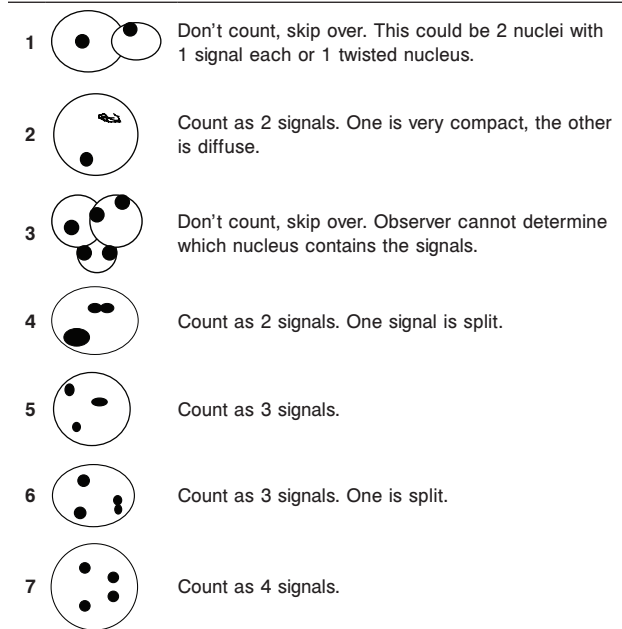 1 Don't count, skip over. This could be 2 nuclei with
1 signal each or 1 twisted nucleus.
2 Count as 2 signals. One is very compact, the other
is diffuse.
3 Don't count, skip over. Observer cannot determine
which nucleus contains the signals.
4 Count as 2 signals. One signal is split.
5 Count as 3 signals.
6 Count as 3 signals. One is split.
7 Count as 4 signals.